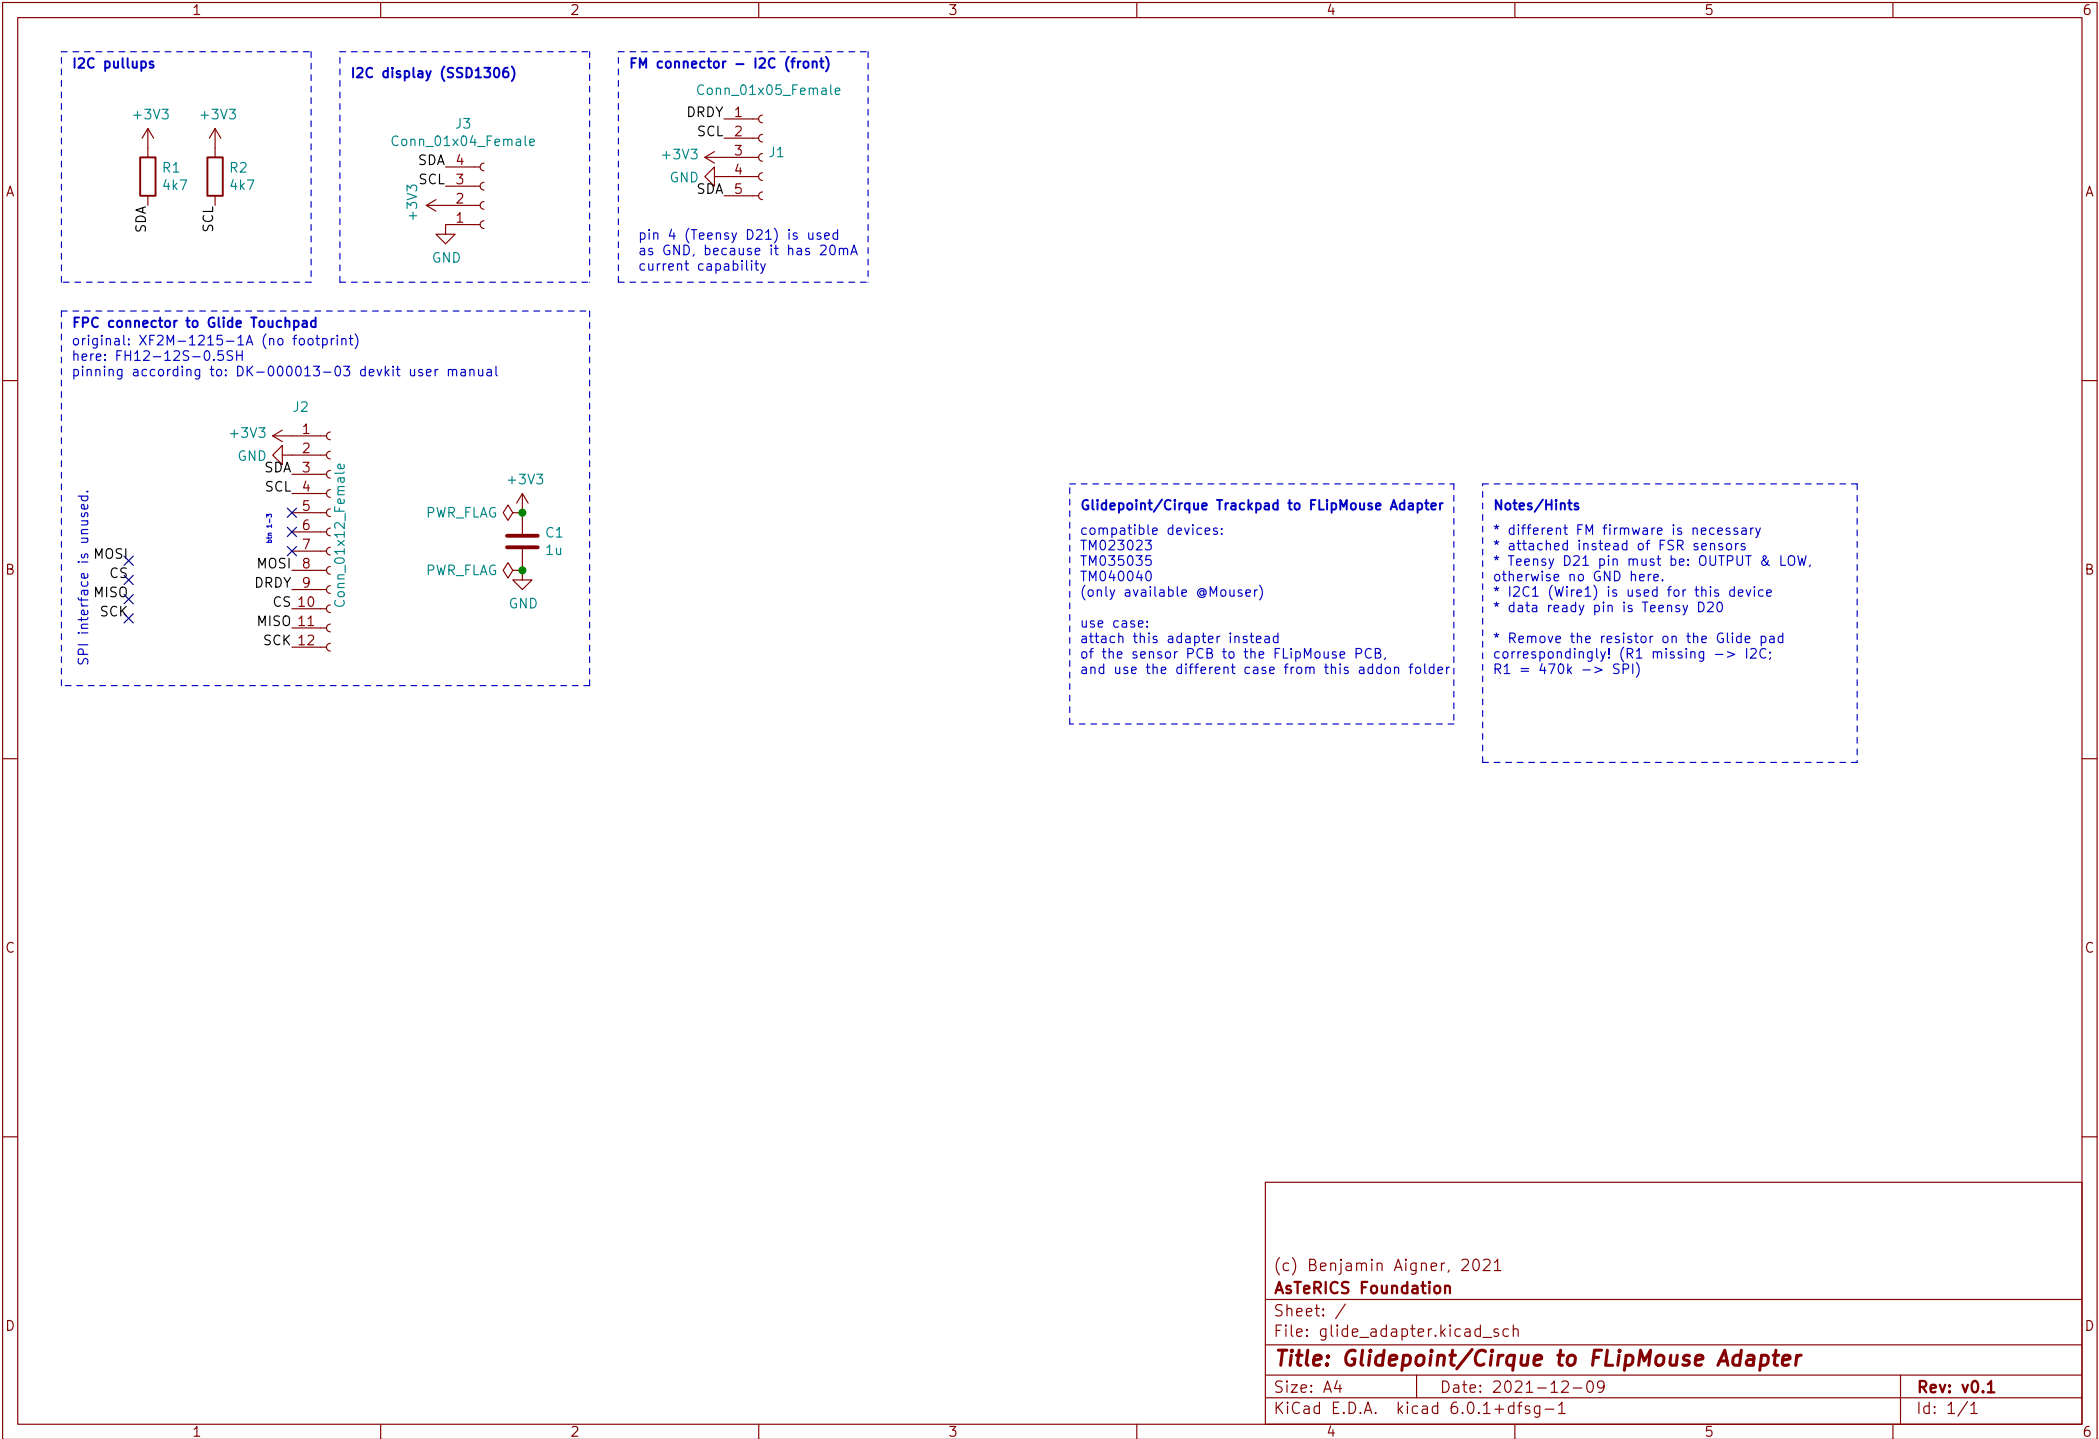 1 2 3 4 5 6
I2C pullups
+3V3 +3V3
R1
4k7
R2
4k7
SDA SCL
I2C display (SSD1306)
J3
Conn_01x04_Female
SDA 4
SCL 3
+3V3 2
1
GND
FM connector - I2C (front)
Conn_01x05_Female
DRDY 1
SCL 2
+3V3 3 J1
GND 4
SDA 5
pin 4 (Teensy D21) is used
as GND, because it has 20mA
current capability
A A
FPC connector to Glide Touchpad
original: XF2M-1215-1A (no footprint)
here: FH12-12S-0.5SH
pinning according to: DK-000013-03 devkit user manual
J2
+3V3 1
GND 2
SDA 3
SCL 4
5
6
7
MOSI 8
DRDY 9
CS 10
MISO 11
SCK 12
btn 1-3
Conn_01x12_Female
SPI interface is unused.
MOSI
CS
MISO
SCK
+3V3
PWR_FLAG
C1
1u
PWR_FLAG
GND
Glidepoint/Cirque Trackpad to FLipMouse Adapter
compatible devices:
TM023023
TM035035
TM040040
(only available @Mouser)
use case:
attach this adapter instead
of the sensor PCB to the FLipMouse PCB,
and use the different case from this addon folder
Notes/Hints
* different FM firmware is necessary
* attached instead of FSR sensors
* Teensy D21 pin must be: OUTPUT & LOW,
otherwise no GND here.
* I2C1 (Wire1) is used for this device
* data ready pin is Teensy D20
* Remove the resistor on the Glide pad
correspondingly! (R1 missing -> I2C;
R1 = 470k -> SPI)
B B
C C
D D
(c) Benjamin Aigner, 2021
AsTeRICS Foundation
Sheet: /
File: glide_adapter.kicad_sch
Title: Glidepoint/Cirque to FLipMouse Adapter
Size: A4 Date: 2021-12-09 Rev: v0.1
KiCad E.D.A. kicad 6.0.1+dfsg-1 Id: 1/1
1 2 3 4 5 6